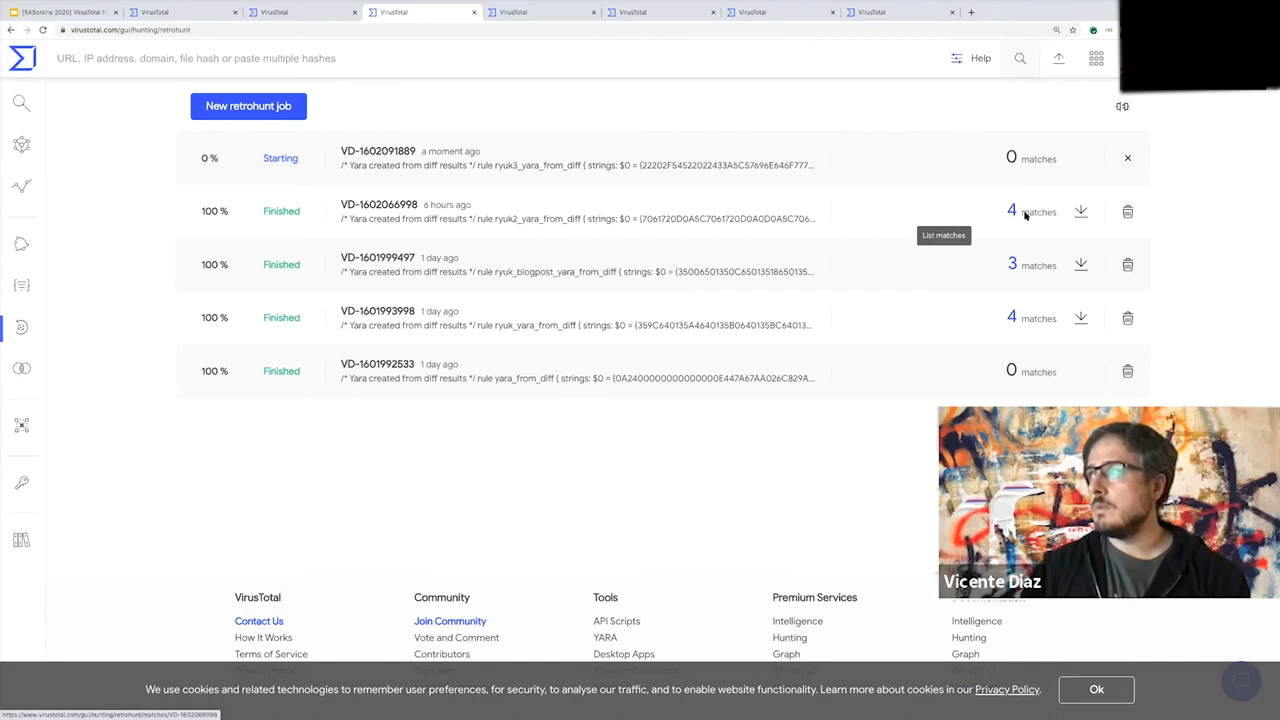 [SASonline 2020] VirusTotal
VirusTotal
VirusTotal
VirusTotal
VirusTotal
VirusTotal
VirusTotal
VirusTotal
virustotal.com/gui/hunting/retrohunt
URL, IP address, domain, file hash or paste multiple hashes
Help
New retrohunt job
0 %
Starting
VD-1602091889 a moment ago
/* Yara created from diff results */ rule ryuk3_yara_from_diff { strings: $0 = {22202F54522022433A5C57696E646F777...
0 matches
100 %
Finished
VD-1602066998 6 hours ago
/* Yara created from diff results */ rule ryuk2_yara_from_diff { strings: $0 = {7061720D0A5C7061720D0A0D0A5C706...
4 matches
List matches
100 %
Finished
VD-1601999497 1 day ago
/* Yara created from diff results */ rule ryuk_blogpost_yara_from_diff { strings: $0 = {35006501350C65013518650135...
3 matches
100 %
Finished
VD-1601993998 1 day ago
/* Yara created from diff results */ rule ryuk_yara_from_diff { strings: $0 = {359C640135A4640135B0640135BC64013...
4 matches
100 %
Finished
VD-1601992533 1 day ago
/* Yara created from diff results */ rule yara_from_diff { strings: $0 = {0A2400000000000000E447A67AA026C829A...
0 matches
Vicente Diaz
VirusTotal
Contact Us
How It Works
Terms of Service
Community
Join Community
Vote and Comment
Contributors
Tools
API Scripts
YARA
Desktop Apps
Premium Services
Intelligence
Hunting
Graph
Intelligence
Hunting
Graph
We use cookies and related technologies to remember user preferences, for security, to analyse our traffic, and to enable website functionality. Learn more about cookies in our Privacy Policy.
Ok
https://www.virustotal.com/gui/hunting/retrohunt/matches/VD-1602066998